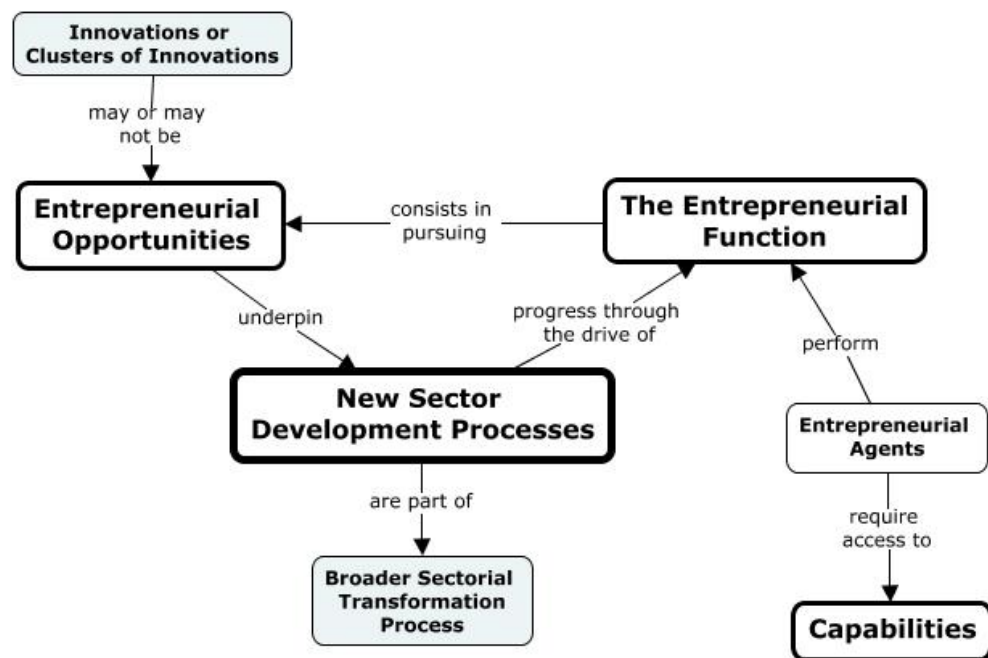 Innovations or
Clusters of Innovations
may or may
not be
Entrepreneurial
Opportunities
consists in
pursuing
The Entrepreneurial
Function
underpin
progress through
the drive of
perform
New Sector
Development Processes
Entrepreneurial
Agents
are part of
require
access to
Broader Sectorial
Transformation
Process
Capabilities